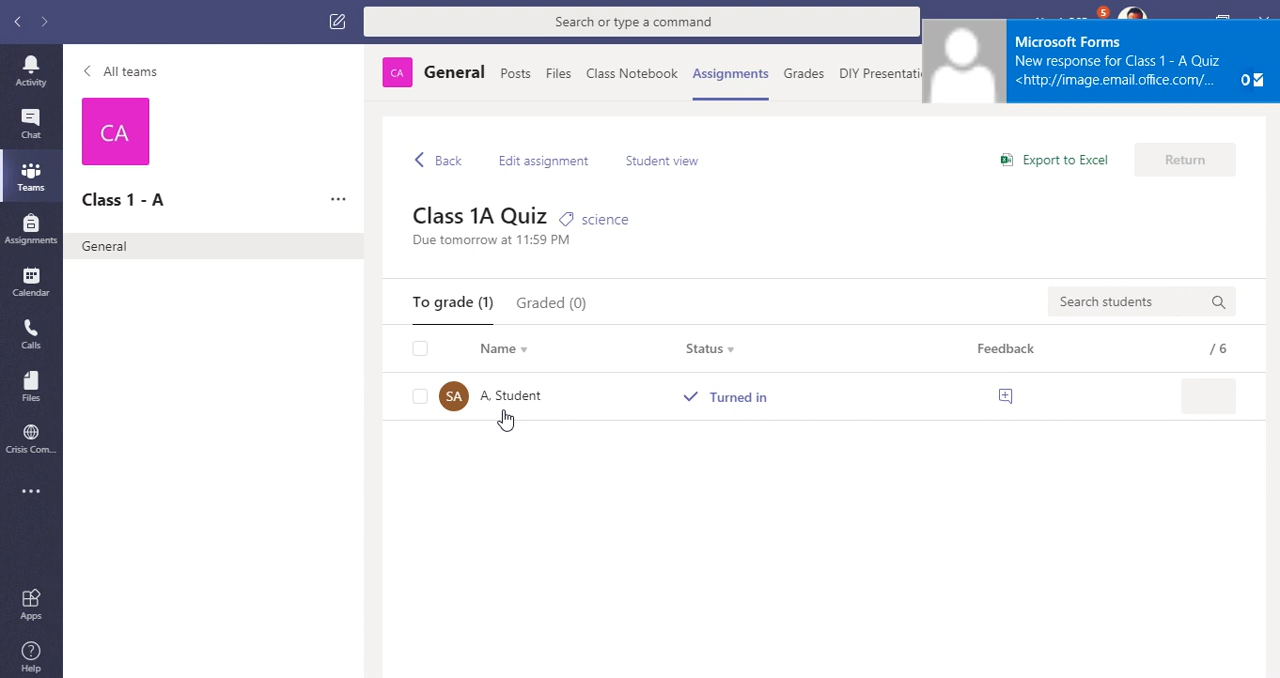 Search or type a command
5
Microsoft Forms
New response for Class 1 - A Quiz
<http://image.email.office.com/...
Activity
Chat
Teams
Assignments
Calendar
Calls
Files
Crisis Com...
Apps
Help
All teams
CA
Class 1 - A
General
CA
General
Posts
Files
Class Notebook
Assignments
Grades
DIY
Back
Edit assignment
Student view
Export to Excel
Return
Class 1A Quiz
science
Due tomorrow at 11:59 PM
To grade (1)
Graded (0)
Search students
Name
Status
Feedback
/ 6
SA
A, Student
Turned in